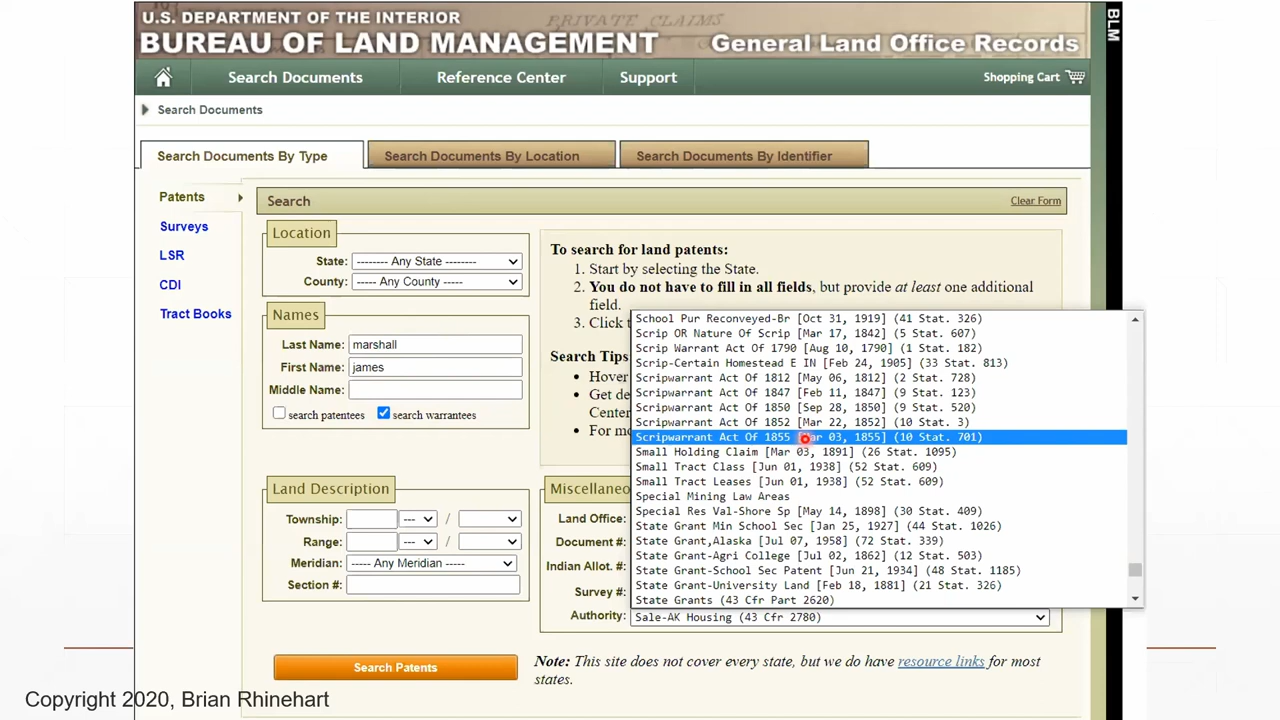 U.S. DEPARTMENT OF THE INTERIOR
PRIVATE CLAIMS
BUREAU OF LAND MANAGEMENT
General Land Office Records
BLM
Search Documents
Reference Center
Support
Shopping Cart
Search Documents
Search Documents By Type
Search Documents By Location
Search Documents By Identifier
Patents
Surveys
LSR
CDI
Tract Books
Search
Clear Form
Location
State: -------- Any State --------
County: ----- Any County -----
Names
Last Name: marshall
First Name: james
Middle Name:
search patentees
search warrantees
Land Description
Township: --- /
Range: --- /
Meridian: ----- Any Meridian -----
Section #:
To search for land patents:
1. Start by selecting the State.
2. You do not have to fill in all fields, but provide at least one additional
field.
3. Click
Search Tips
• Hover
• Get de
Center
• For mo
Miscellaneou
Land Office:
Document #:
Indian Allot. #:
Survey #:
Authority: Sale-AK Housing (43 Cfr 2780)
School Pur Reconveyed-Br [Oct 31, 1919] (41 Stat. 326)
Scrip OR Nature Of Scrip [Mar 17, 1842] (5 Stat. 607)
Scrip Warrant Act Of 1790 [Aug 10, 1790] (1 Stat. 182)
Scrip-Certain Homestead E IN [Feb 24, 1905] (33 Stat. 813)
Scripwarrant Act Of 1812 [May 06, 1812] (2 Stat. 728)
Scripwarrant Act Of 1847 [Feb 11, 1847] (9 Stat. 123)
Scripwarrant Act Of 1850 [Sep 28, 1850] (9 Stat. 520)
Scripwarrant Act Of 1852 [Mar 22, 1852] (10 Stat. 3)
Scripwarrant Act Of 1855 [Mar 03, 1855] (10 Stat. 701)
Small Holding Claim [Mar 03, 1891] (26 Stat. 1095)
Small Tract Class [Jun 01, 1938] (52 Stat. 609)
Small Tract Leases [Jun 01, 1938] (52 Stat. 609)
Special Mining Law Areas
Special Res Val-Shore Sp [May 14, 1898] (30 Stat. 409)
State Grant Min School Sec [Jan 25, 1927] (44 Stat. 1026)
State Grant,Alaska [Jul 07, 1958] (72 Stat. 339)
State Grant-Agri College [Jul 02, 1862] (12 Stat. 503)
State Grant-School Sec Patent [Jun 21, 1934] (48 Stat. 1185)
State Grant-University Land [Feb 18, 1881] (21 Stat. 326)
State Grants (43 Cfr Part 2620)
Search Patents
Note: This site does not cover every state, but we do have resource links for most
states.
Copyright 2020, Brian Rhinehart